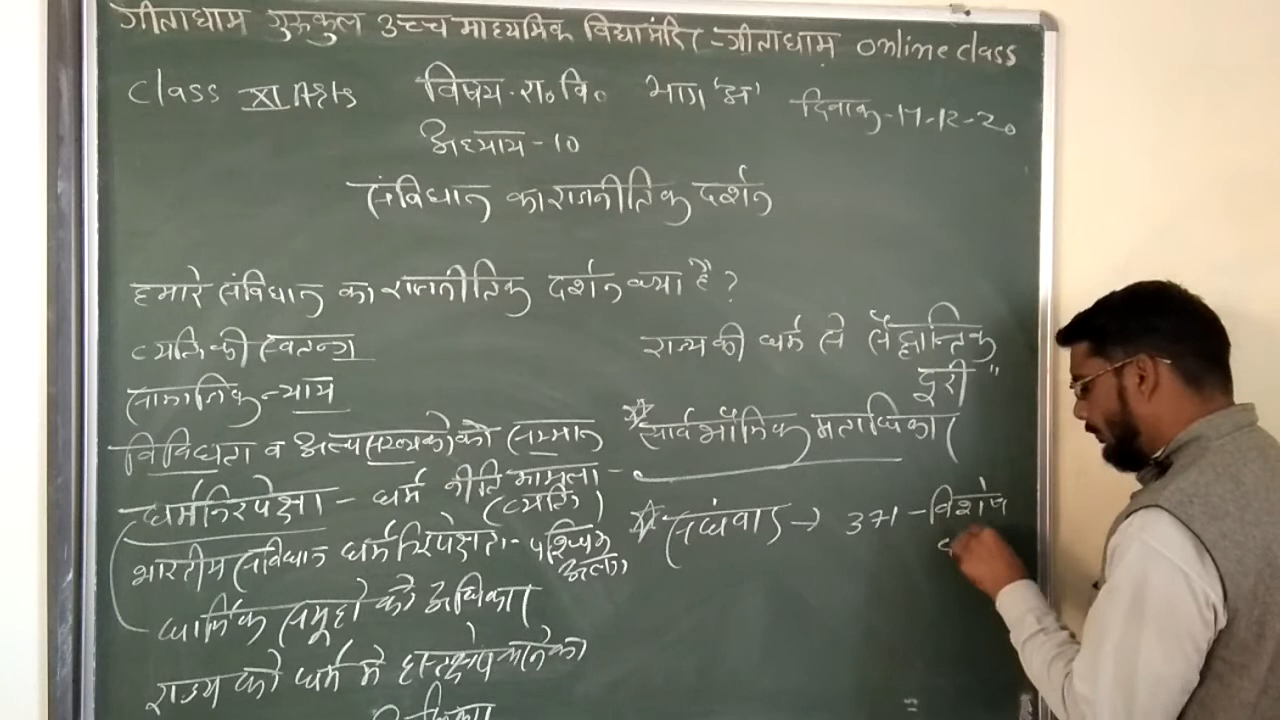 गीताधाम गुरुकुल उच्च माध्यमिक विद्यामंदिर - गीताधाम online class
Class XI Arts विषय - रा० वि० भाग 'अ' दिनांक - 17-12-20
अध्याय - 10
संविधान का राजनीतिक दर्शन
हमारे संविधान का राजनीतिक दर्शन क्या है ?
व्यक्ति की स्वतन्त्र
सामाजिक न्याय
विविधता व अल्पसंख्यको को सम्मान
धर्मनिरपेक्षा - धर्म नीति मामला -
(व्यक्ति)
भारतीय संविधान धर्मनिरपेक्षता - पश्चिम
अलग
धार्मिक समूहो को अधिकार
राज्य को धर्म मे हस्तक्षेप करने का
राज्य की धर्म से सैद्धान्तिक
दूरी "
सार्वभौमिक मताधिकार
संघवाद → 371 - विशेष